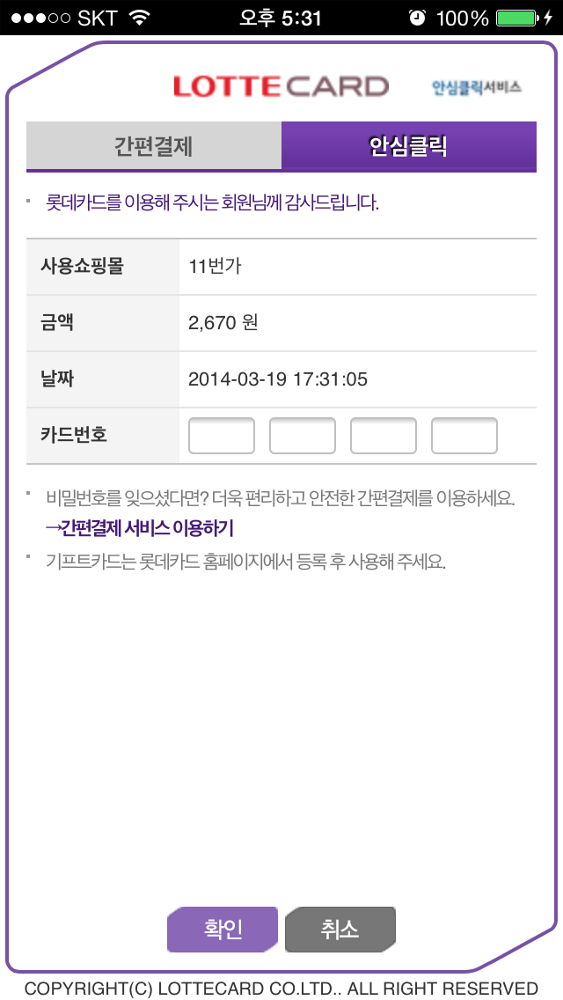 SKT 오후 5:31 100%
LOTTE CARD 안심클릭서비스
간편결제 안심클릭
롯데카드를 이용해 주시는 회원님께 감사드립니다.
사용쇼핑몰 11번가
금액 2,670 원
날짜 2014-03-19 17:31:05
카드번호
비밀번호를 잊으셨다면? 더욱 편리하고 안전한 간편결제를 이용하세요.
→간편결제 서비스 이용하기
기프트카드는 롯데카드 홈페이지에서 등록 후 사용해 주세요.
확인 취소
COPYRIGHT(C) LOTTECARD CO.LTD.. ALL RIGHT RESERVED